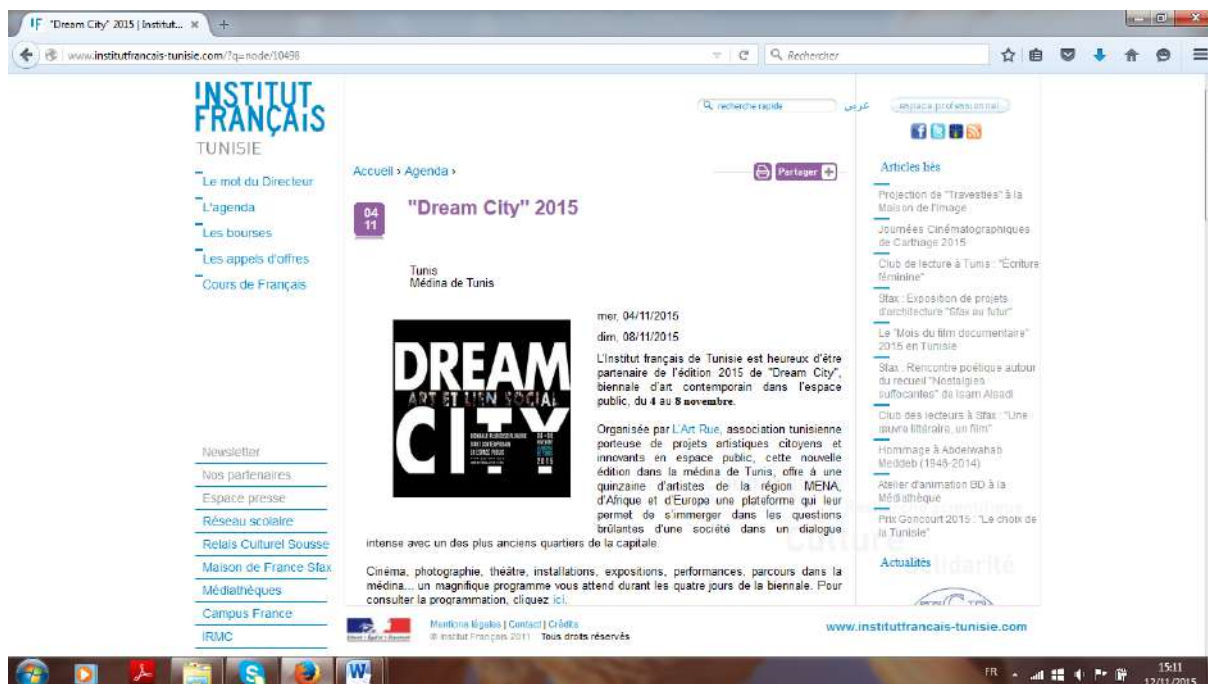 "Dream City" 2015 | Institut...
www.institutfrancais-tunisie.com/?q=node/10498
Rechercher
INSTITUT
FRANÇAIS
TUNISIE
recherche rapide
عربي
espace professionnel
Le mot du Directeur
L'agenda
Les bourses
Les appels d'offres
Cours de Français
Newsletter
Nos partenaires
Espace presse
Réseau scolaire
Relais Culturel Sousse
Maison de France Sfax
Médiathèques
Campus France
IRMC
Accueil › Agenda ›
Partager
04
11
"Dream City" 2015
Tunis
Médina de Tunis
DREAM
ART ET LIEN SOCIAL
CITY
2015
mer, 04/11/2015
dim, 08/11/2015
L'Institut français de Tunisie est heureux d'être
partenaire de l'édition 2015 de "Dream City",
biennale d'art contemporain dans l'espace
public, du 4 au 8 novembre.
Organisée par L'Art Rue, association tunisienne
porteuse de projets artistiques citoyens et
innovants en espace public, cette nouvelle
édition dans la médina de Tunis, offre à une
quinzaine d'artistes de la région MENA,
d'Afrique et d'Europe une plateforme qui leur
permet de s'immerger dans les questions
brûlantes d'une société dans un dialogue
intense avec un des plus anciens quartiers de la capitale.
Cinéma, photographie, théâtre, installations, expositions, performances, parcours dans la
médina... un magnifique programme vous attend durant les quatre jours de la biennale. Pour
consulter la programmation, cliquez ici.
Articles liés
Projection de "Travesties" à la
Maison de l'Image
Journées Cinématographiques
de Carthage 2015
Club de lecture à Tunis : "Écriture
féminine"
Sfax : Exposition de projets
d'architecture "Sfax au futur"
Le "Mois du film documentaire"
2015 en Tunisie
Sfax : Rencontre poétique autour
du recueil "Nostalgies
suffocantes" de Isam Alsadi
Club des lecteurs à Sfax : "Une
œuvre littéraire, un film"
Hommage à Abdelwahab
Meddeb (1946-2014)
Atelier d'animation BD à la
Médiathèque
Prix Goncourt 2015 : "Le choix de
la Tunisie"
Culture
solidarité
Actualités
Mentions légales | Contact | Crédits
© Institut Français 2011 Tous droits réservés
www.institutfrancais-tunisie.com
FR
15:11
12/11/2015